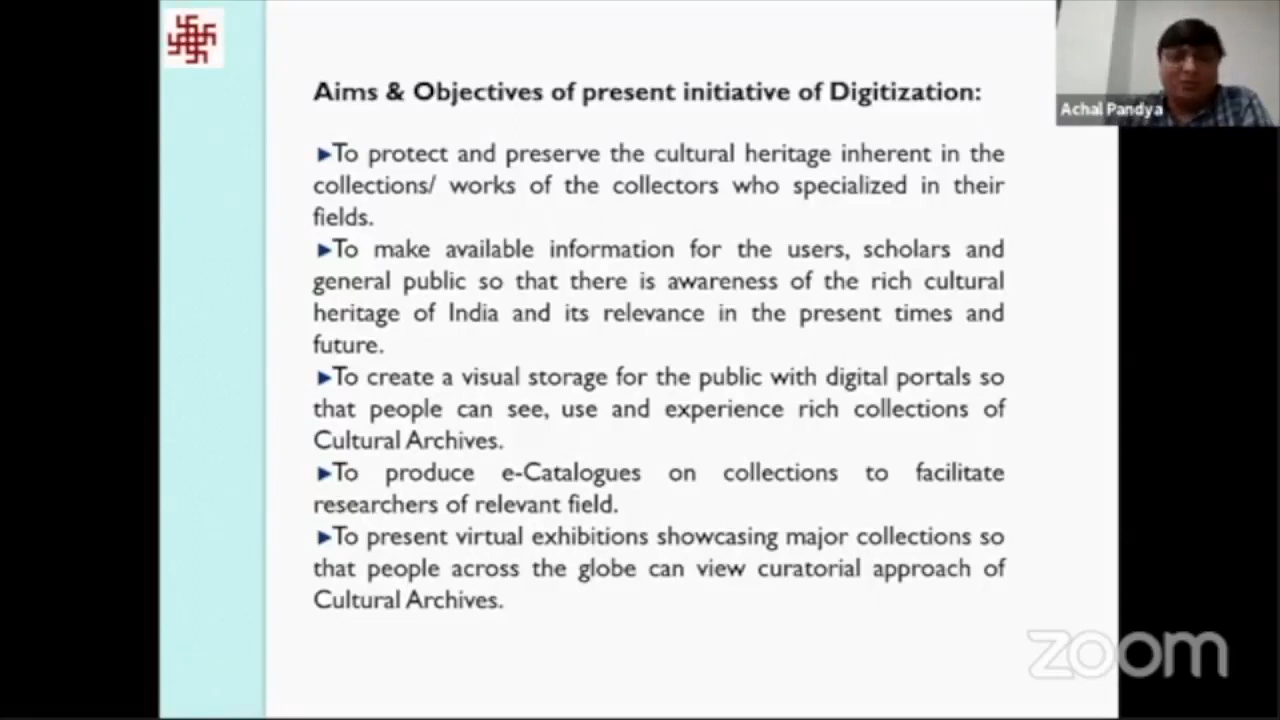 Aims & Objectives of present initiative of Digitization:
Achal Pandya
►To protect and preserve the cultural heritage inherent in the
collections/ works of the collectors who specialized in their
fields.
►To make available information for the users, scholars and
general public so that there is awareness of the rich cultural
heritage of India and its relevance in the present times and
future.
►To create a visual storage for the public with digital portals so
that people can see, use and experience rich collections of
Cultural Archives.
►To produce e-Catalogues on collections to facilitate
researchers of relevant field.
►To present virtual exhibitions showcasing major collections so
that people across the globe can view curatorial approach of
Cultural Archives.
zoom